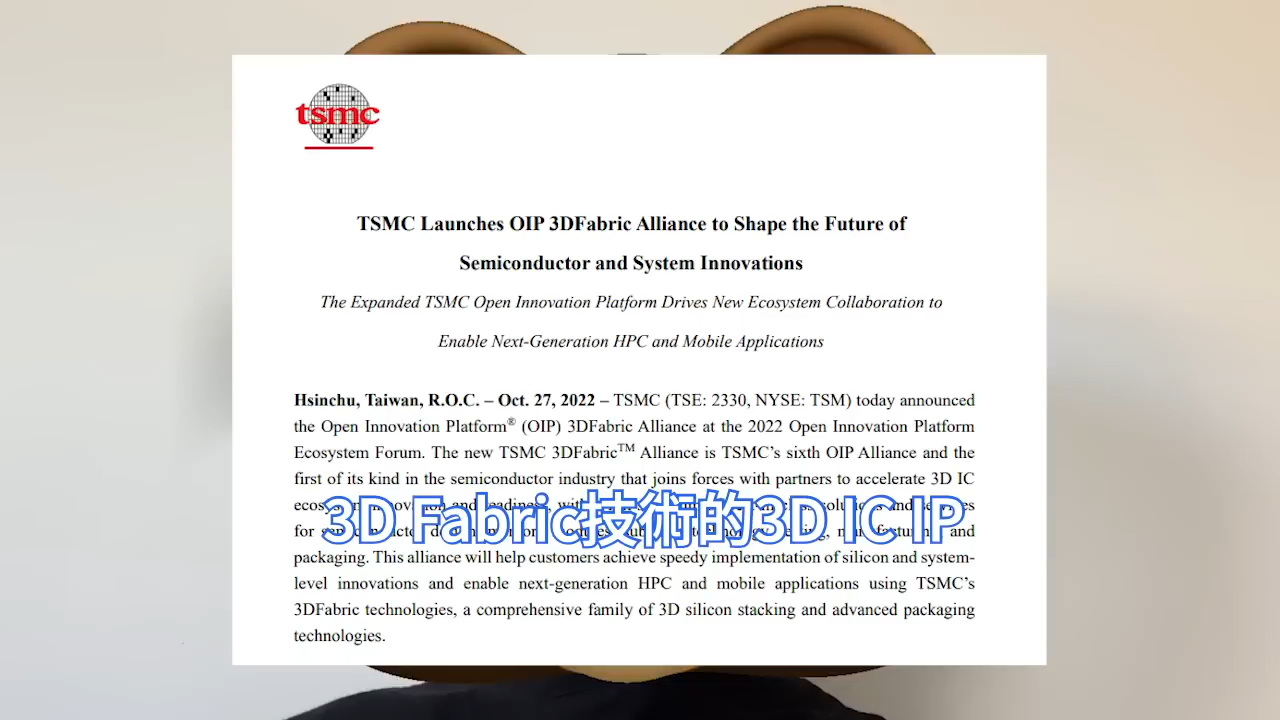 tsmc
TSMC Launches OIP 3DFabric Alliance to Shape the Future of
Semiconductor and System Innovations
The Expanded TSMC Open Innovation Platform Drives New Ecosystem Collaboration to
Enable Next-Generation HPC and Mobile Applications
Hsinchu, Taiwan, R.O.C. – Oct. 27, 2022 – TSMC (TSE: 2330, NYSE: TSM) today announced
the Open Innovation Platform® (OIP) 3DFabric Alliance at the 2022 Open Innovation Platform
Ecosystem Forum. The new TSMC 3DFabric™ Alliance is TSMC’s sixth OIP Alliance and the
first of its kind in the semiconductor industry that joins forces with partners to accelerate 3D IC
and readiness,
for and
3D Fabric技術的3D IC IP
packaging. This alliance will help customers achieve speedy implementation of silicon and system-
level innovations and enable next-generation HPC and mobile applications using TSMC’s
3DFabric technologies, a comprehensive family of 3D silicon stacking and advanced packaging
technologies.